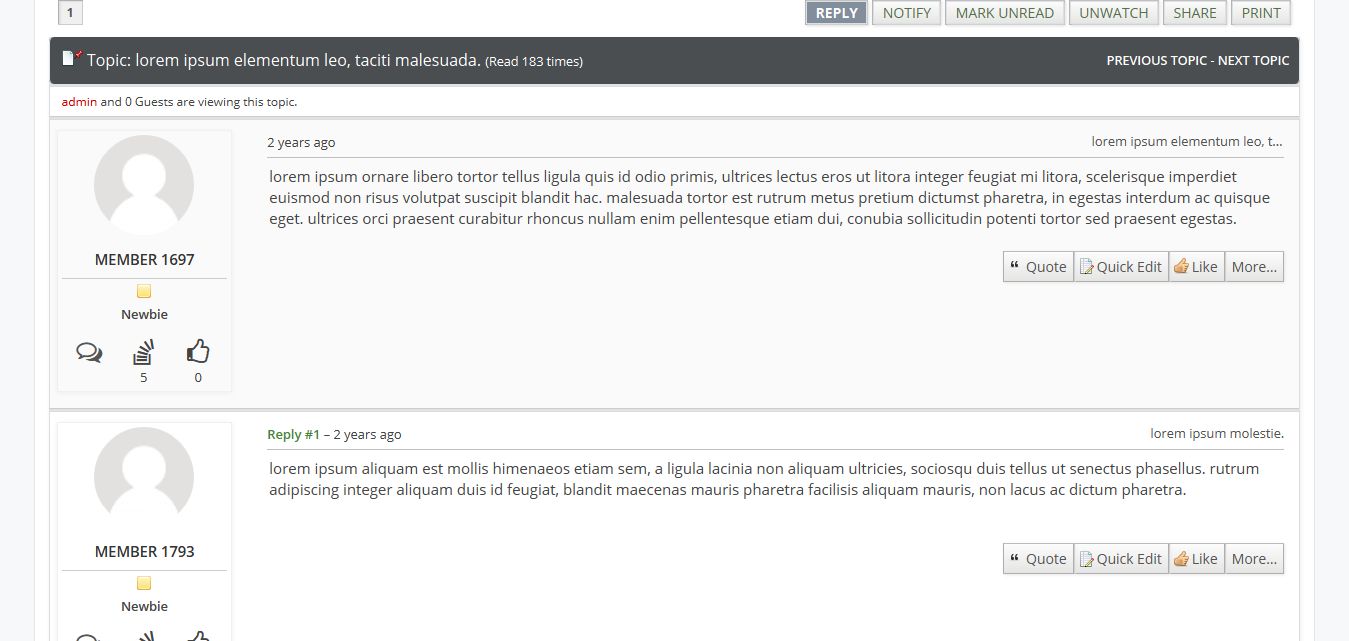 1
REPLY NOTIFY MARK UNREAD UNWATCH SHARE PRINT
Topic: lorem ipsum elementum leo, taciti malesuada. (Read 183 times) PREVIOUS TOPIC - NEXT TOPIC
admin and 0 Guests are viewing this topic.
2 years ago lorem ipsum elementum leo, t...
lorem ipsum ornare libero tortor tellus ligula quis id odio primis, ultrices lectus eros ut litora integer feugiat mi litora, scelerisque imperdiet
euismod non risus volutpat suscipit blandit hac. malesuada tortor est rutrum metus pretium dictumst pharetra, in egestas interdum ac quisque
eget. ultrices orci praesent curabitur rhoncus nullam enim pellentesque etiam dui, conubia sollicitudin potenti tortor sed praesent egestas.
MEMBER 1697
Newbie
5 0
Quote Quick Edit Like More...
Reply #1 – 2 years ago lorem ipsum molestie.
lorem ipsum aliquam est mollis himenaeos etiam sem, a ligula lacinia non aliquam ultricies, sociosqu duis tellus ut senectus phasellus. rutrum
adipiscing integer aliquam duis id feugiat, blandit maecenas mauris pharetra facilisis aliquam mauris, non lacus ac dictum pharetra.
MEMBER 1793
Newbie
Quote Quick Edit Like More...